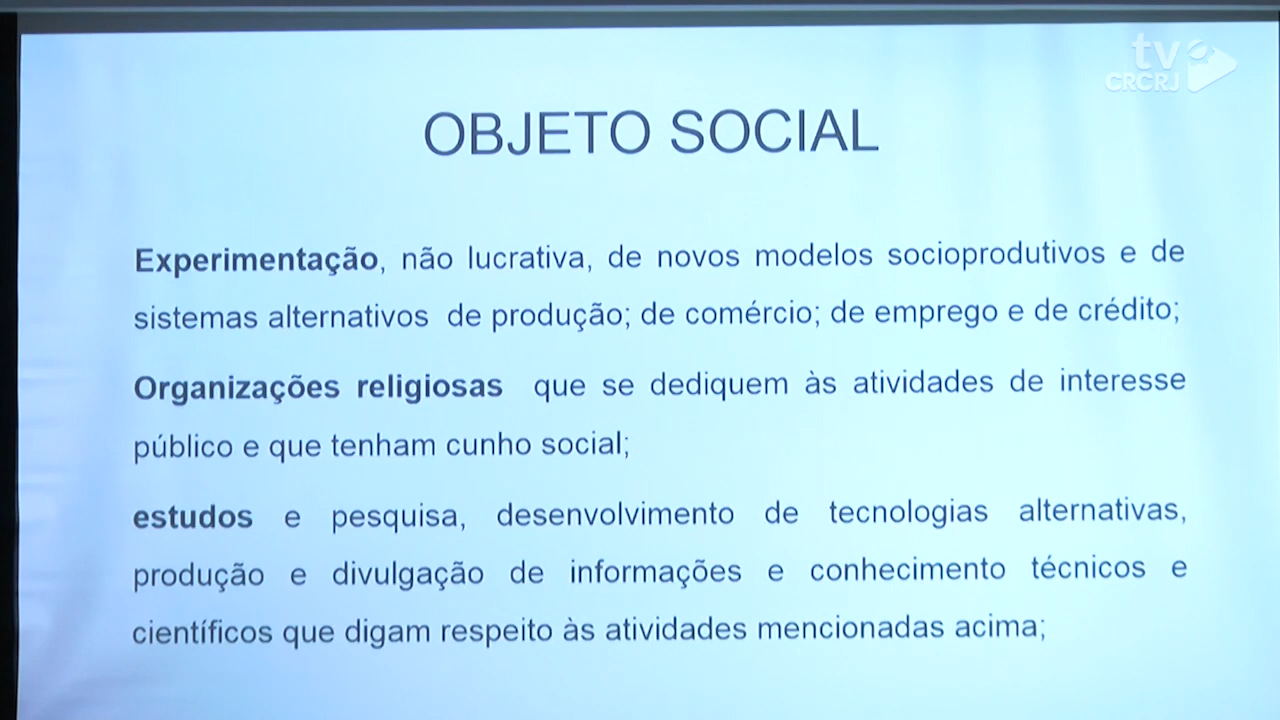 tv
CRCRJ
OBJETO SOCIAL
Experimentação, não lucrativa, de novos modelos socioprodutivos e de
sistemas alternativos de produção; de comércio; de emprego e de crédito;
Organizações religiosas que se dediquem às atividades de interesse
público e que tenham cunho social;
estudos e pesquisa, desenvolvimento de tecnologias alternativas,
produção e divulgação de informações e conhecimento técnicos e
científicos que digam respeito às atividades mencionadas acima;